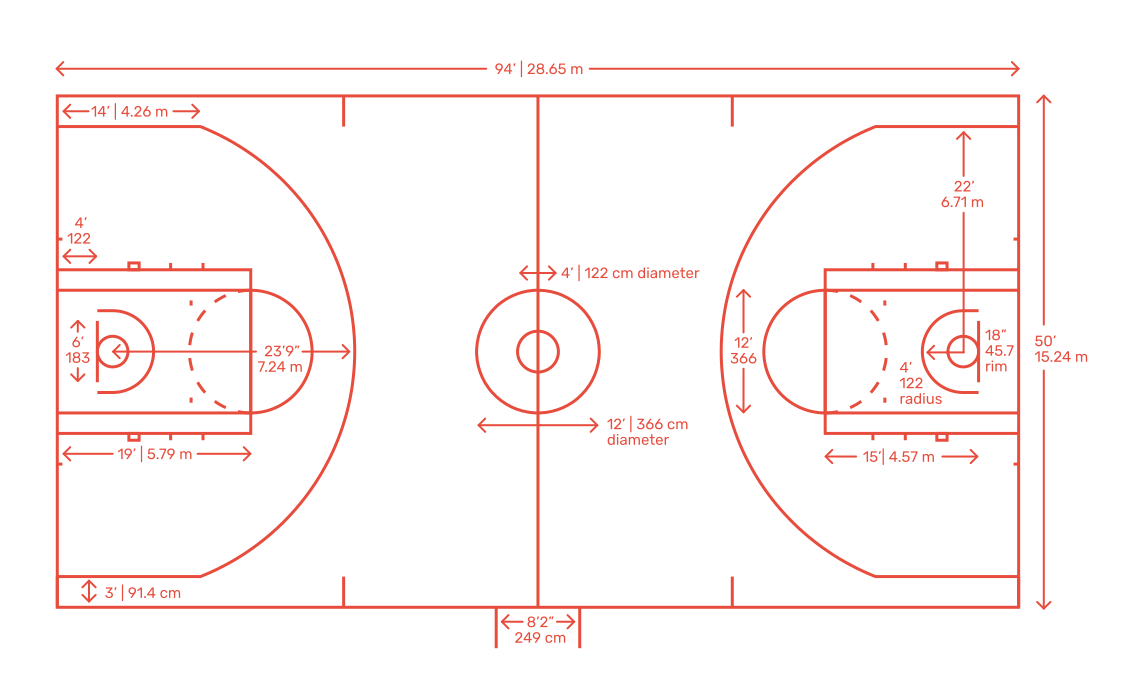 94’ | 28.65 m
14’ | 4.26 m
22’
6.71 m
4’
122
4’ | 122 cm diameter
6’
183
23’9”
7.24 m
12’
366
18”
45.7
rim
50’
15.24 m
4’
122
radius
12’ | 366 cm
diameter
19’ | 5.79 m
15’| 4.57 m
3’ | 91.4 cm
8’2”
249 cm